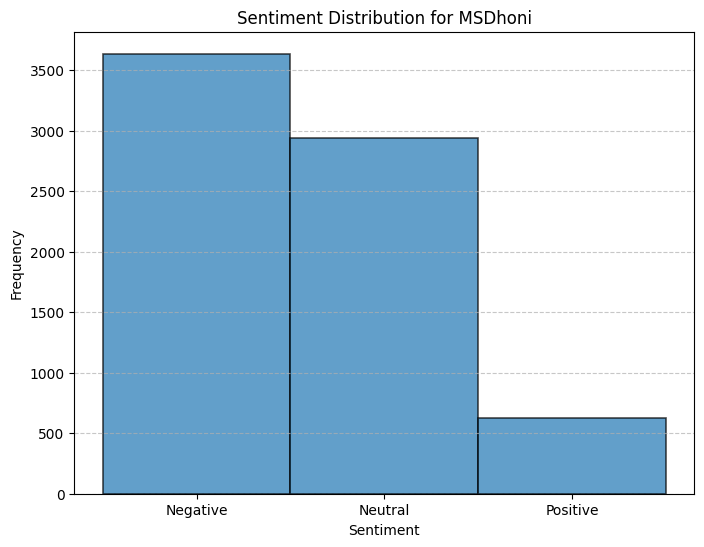 Sentiment Distribution for MSDhoni
Frequency
3500
3000
2500
2000
1500
1000
500
0
Negative Neutral Positive
Sentiment